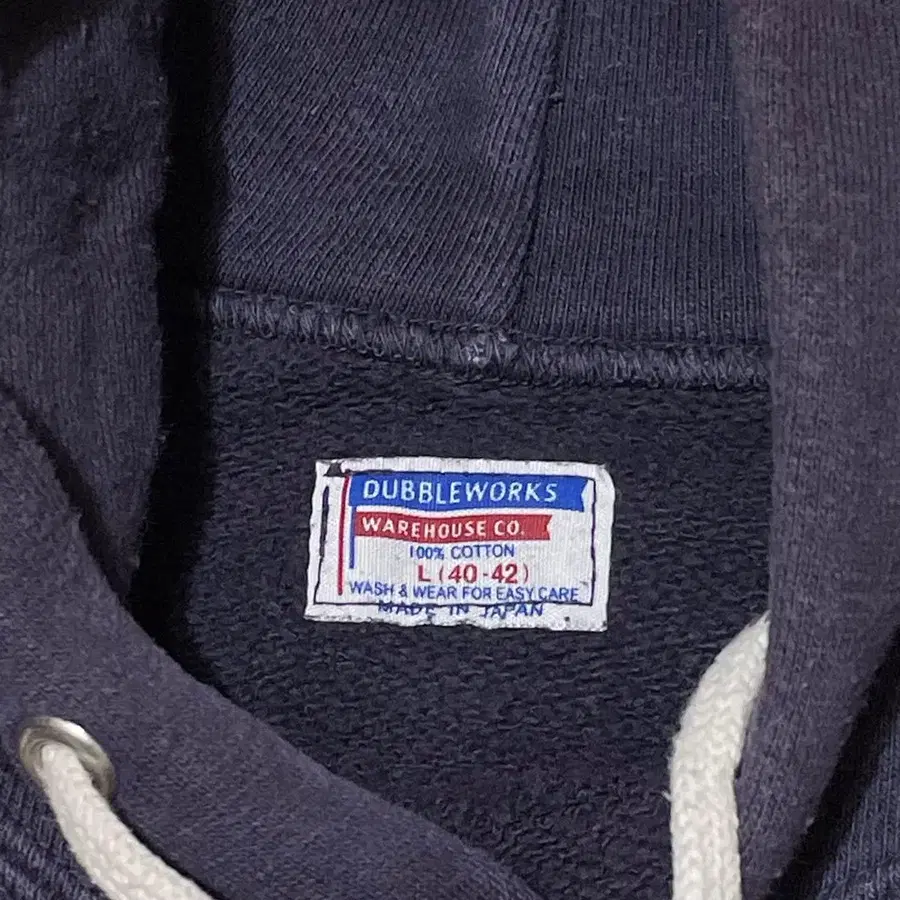 DUBBLEWORKS
WAREHOUSE CO.
100% COTTON
L (40-42)
WASH & WEAR FOR EASY CARE
MADE IN JAPAN